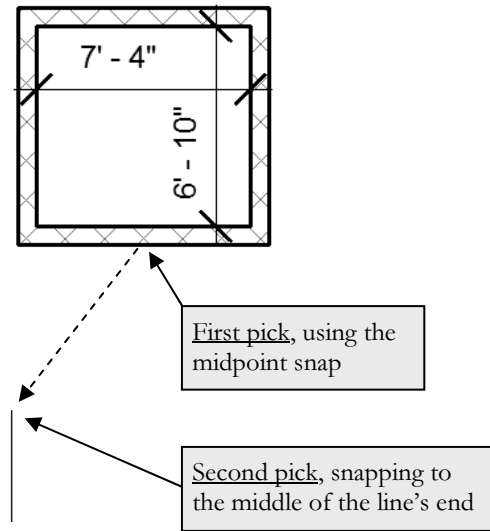 7' - 4"
6' - 10"
First pick, using the
midpoint snap
Second pick, snapping to
the middle of the line's end